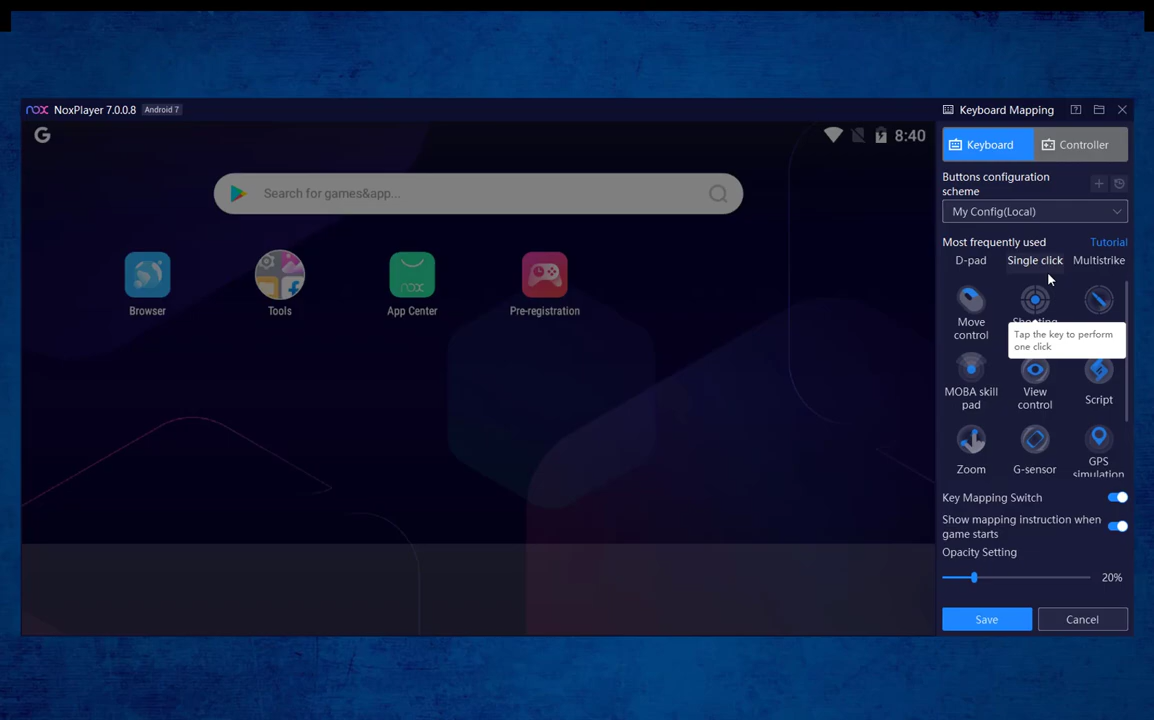 nox NoxPlayer 7.0.0.8 Android 7
Keyboard Mapping
G
8:40
Keyboard
Controller
Buttons configuration
scheme
My Config(Local)
Search for games&app...
Most frequently used
Tutorial
D-pad
Single click
Multistrike
nox
Browser
Tools
App Center
Pre-registration
Move
control
Shooting
Tap the key to perform
one click
MOBA skill
pad
View
control
Script
Zoom
G-sensor
GPS
simulation
Key Mapping Switch
Show mapping instruction when
game starts
Opacity Setting
20%
Save
Cancel